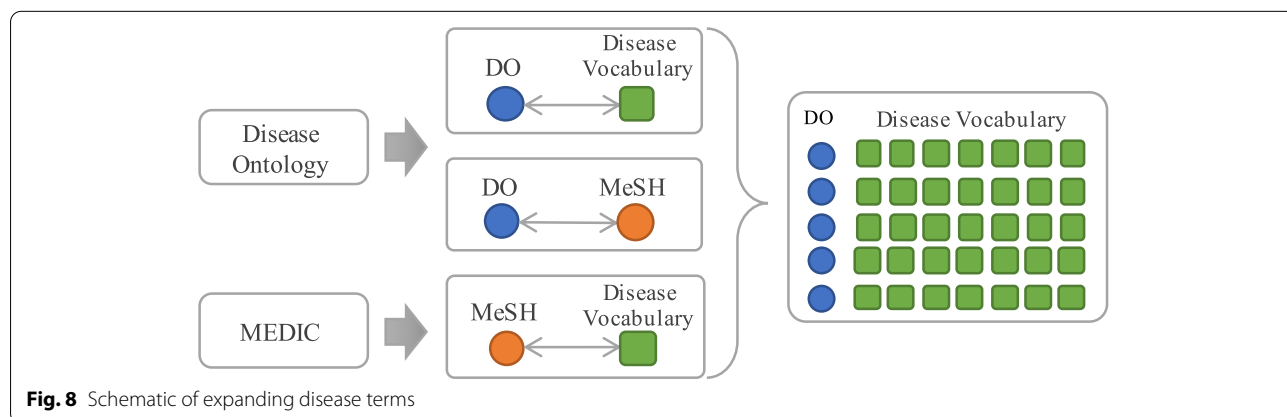 Disease
Ontology
MEDIC
DO
Disease
Vocabulary
DO
MeSH
MeSH
Disease
Vocabulary
DO
Disease Vocabulary
Fig. 8 Schematic of expanding disease terms